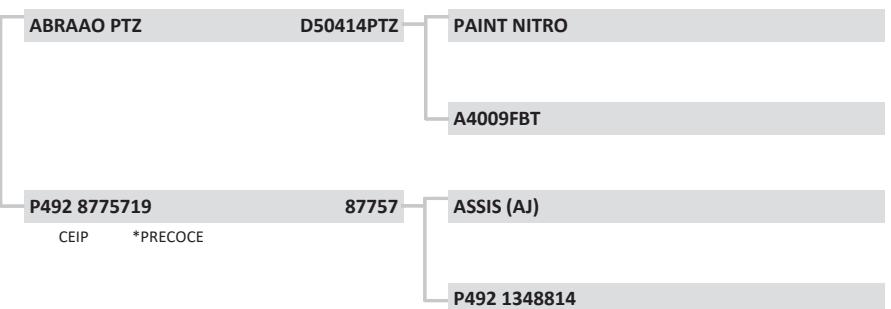 ABRAAO PTZ D50414PTZ PAINT NITRO
A4009FBT
P492 8775719 87757 ASSIS (AJ)
CEIP *PRECOCE
P492 1348814